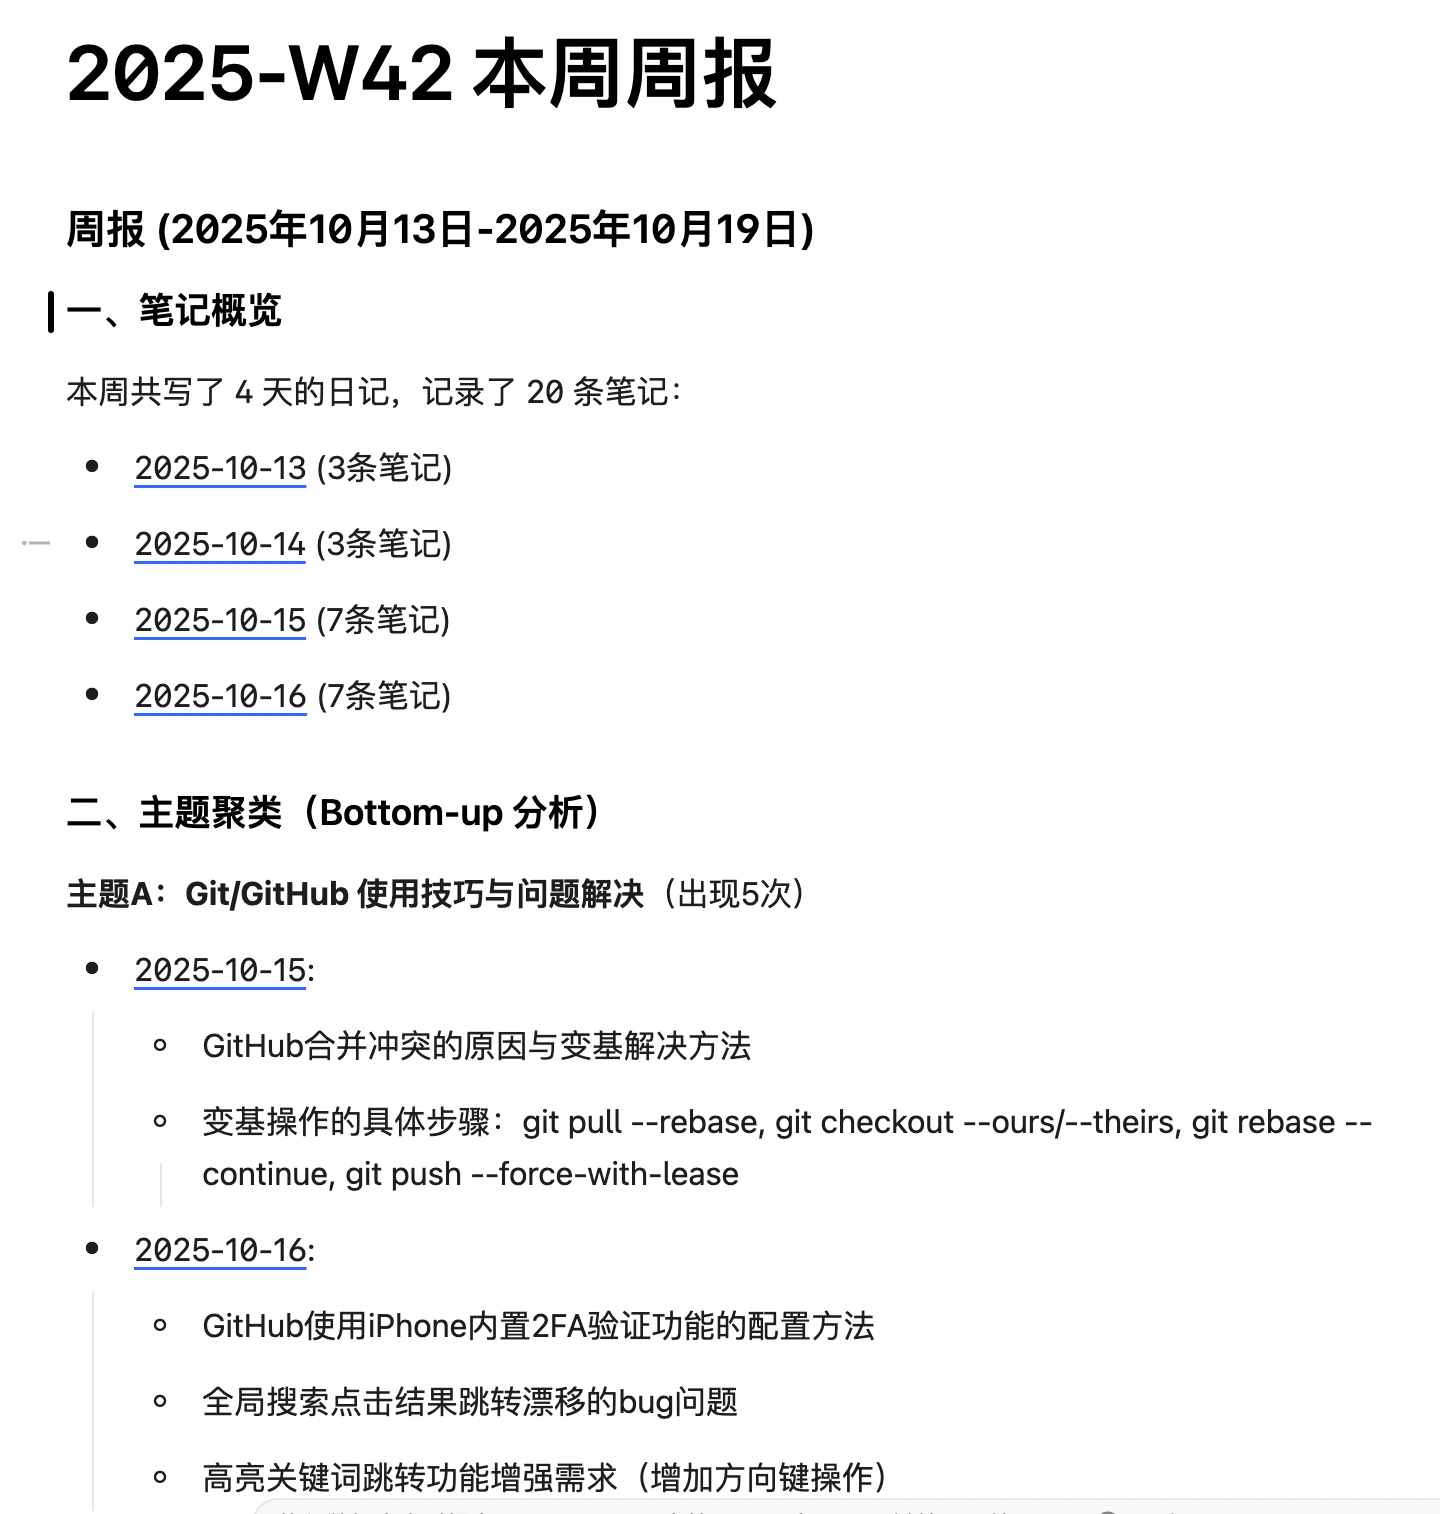 2025-W42 本周周报
周报 (2025年10月13日-2025年10月19日)
一、笔记概览
本周共写了 4 天的日记，记录了 20 条笔记：
2025-10-13 (3条笔记)
2025-10-14 (3条笔记)
2025-10-15 (7条笔记)
2025-10-16 (7条笔记)
二、主题聚类（Bottom-up 分析）
主题A：Git/GitHub 使用技巧与问题解决（出现5次）
2025-10-15:
GitHub合并冲突的原因与变基解决方法
变基操作的具体步骤：git pull --rebase, git checkout --ours/--theirs, git rebase --
continue, git push --force-with-lease
2025-10-16:
GitHub使用iPhone内置2FA验证功能的配置方法
全局搜索点击结果跳转漂移的bug问题
高亮关键词跳转功能增强需求（增加方向键操作）